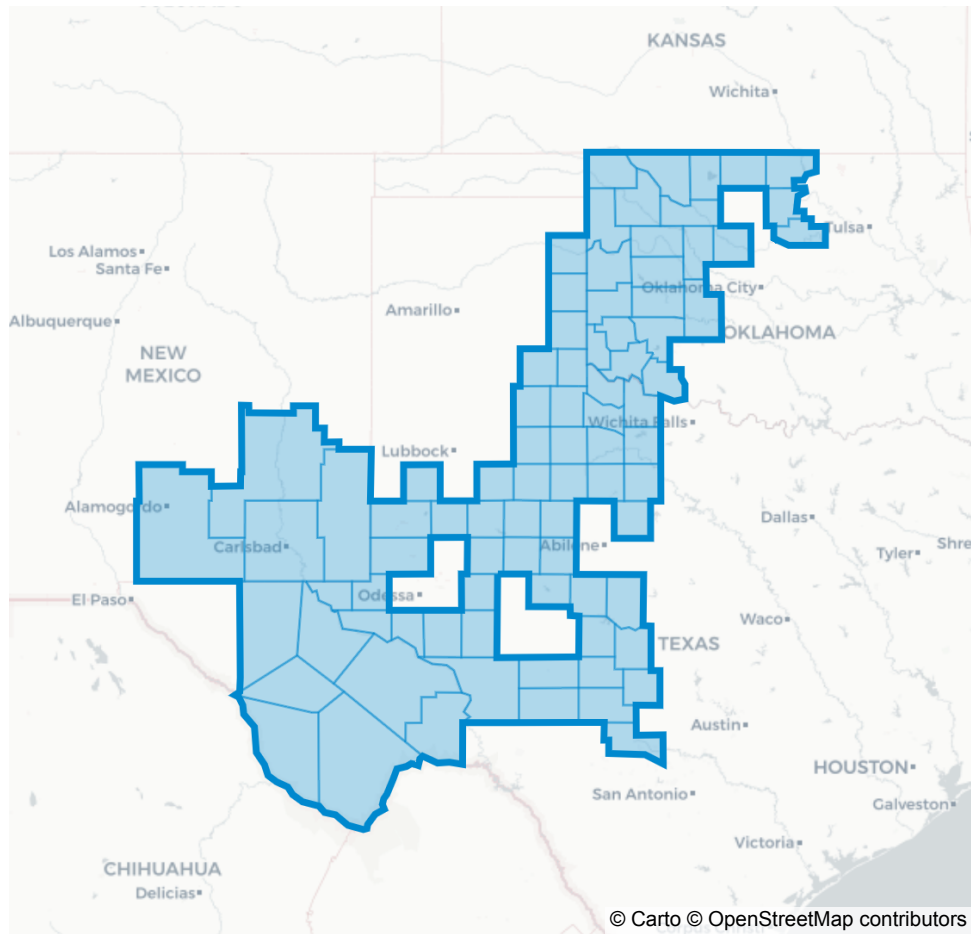 KANSAS
Wichita
Tulsa
Los Alamos
Santa Fe
Oklahoma City
Amarillo
Albuquerque
OKLAHOMA
NEW
MEXICO
Wichita Falls
Lubbock
Alamogordo
Dallas
Carlsbad
Abilene
Shre
Tyler
Odessa
El Paso
Waco
TEXAS
Austin
HOUSTON
San Antonio
Galveston
Victoria
CHIHUAHUA
Delicias
© Carto © OpenStreetMap contributors